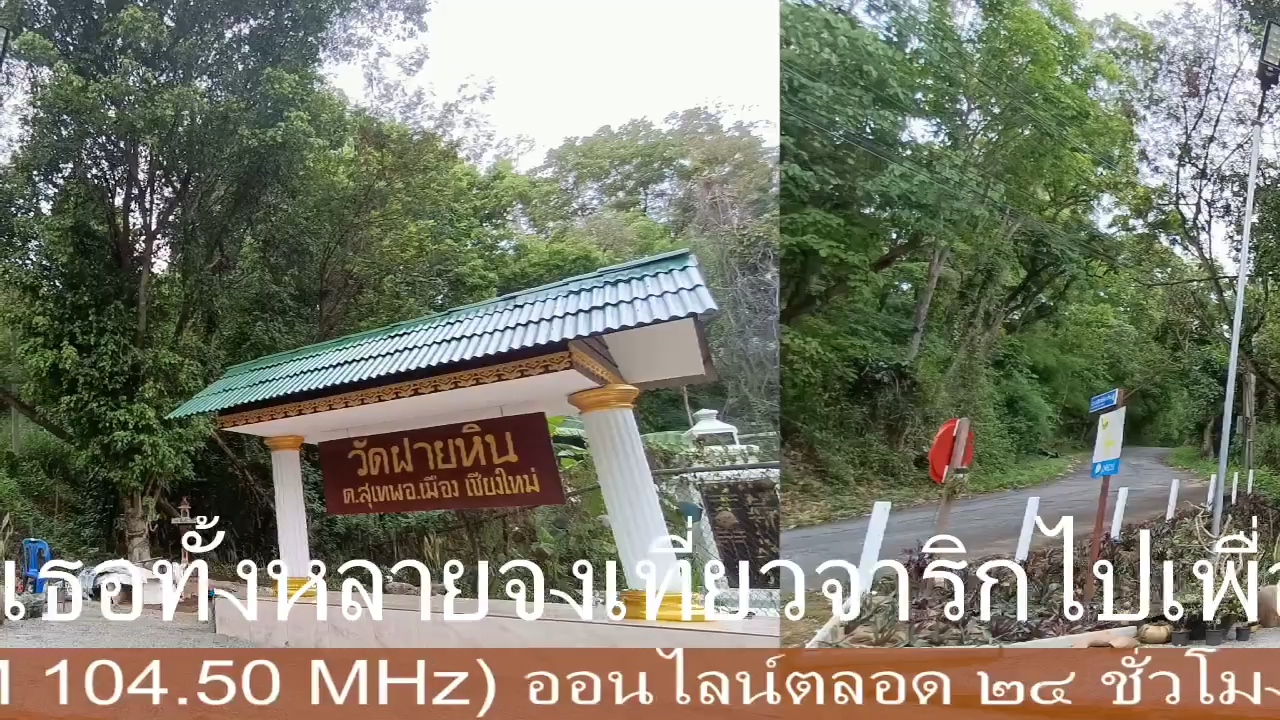 วัดฝายหิน
ต.สุเทพ อ.เมือง เชียงใหม่
เธอทั้งหลายจงเที่ยวจาริกไปเพื่
104.50 MHz) ออนไลน์ตลอด ๒๔ ชั่วโมง